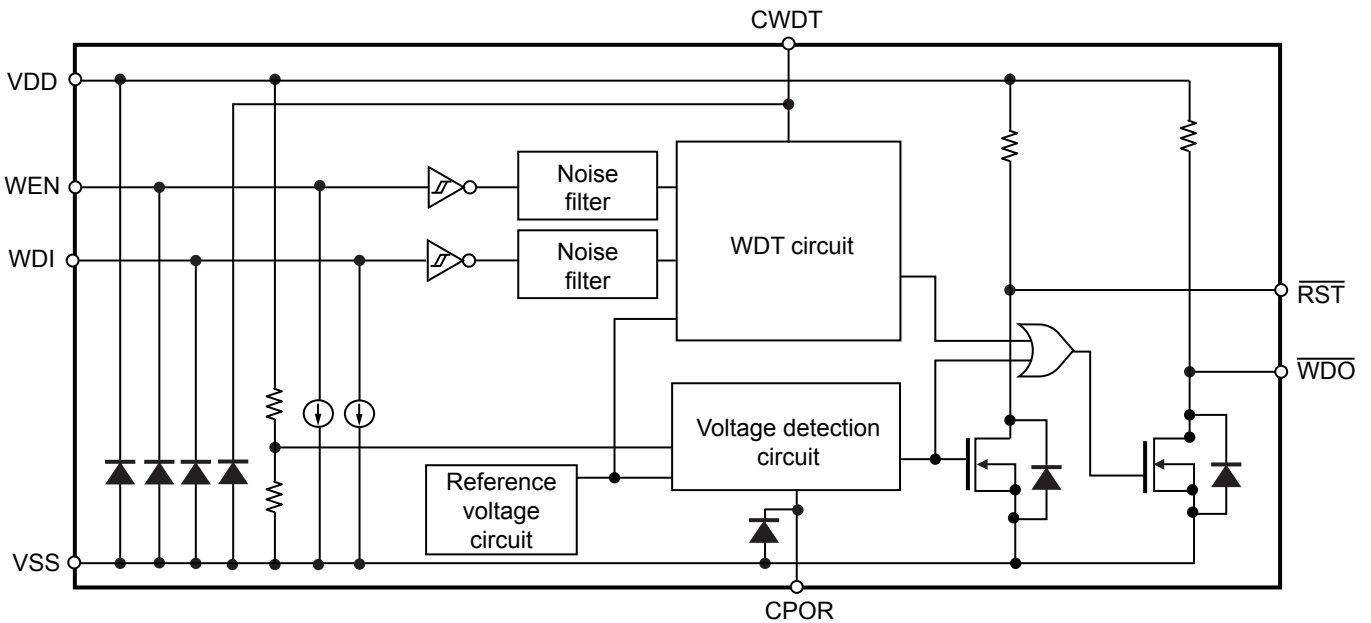 CWDT
VDD
WEN
Noise
filter
WDI
Noise
filter
WDT circuit
RST
WDO
Voltage detection
circuit
Reference
voltage
circuit
VSS
CPOR